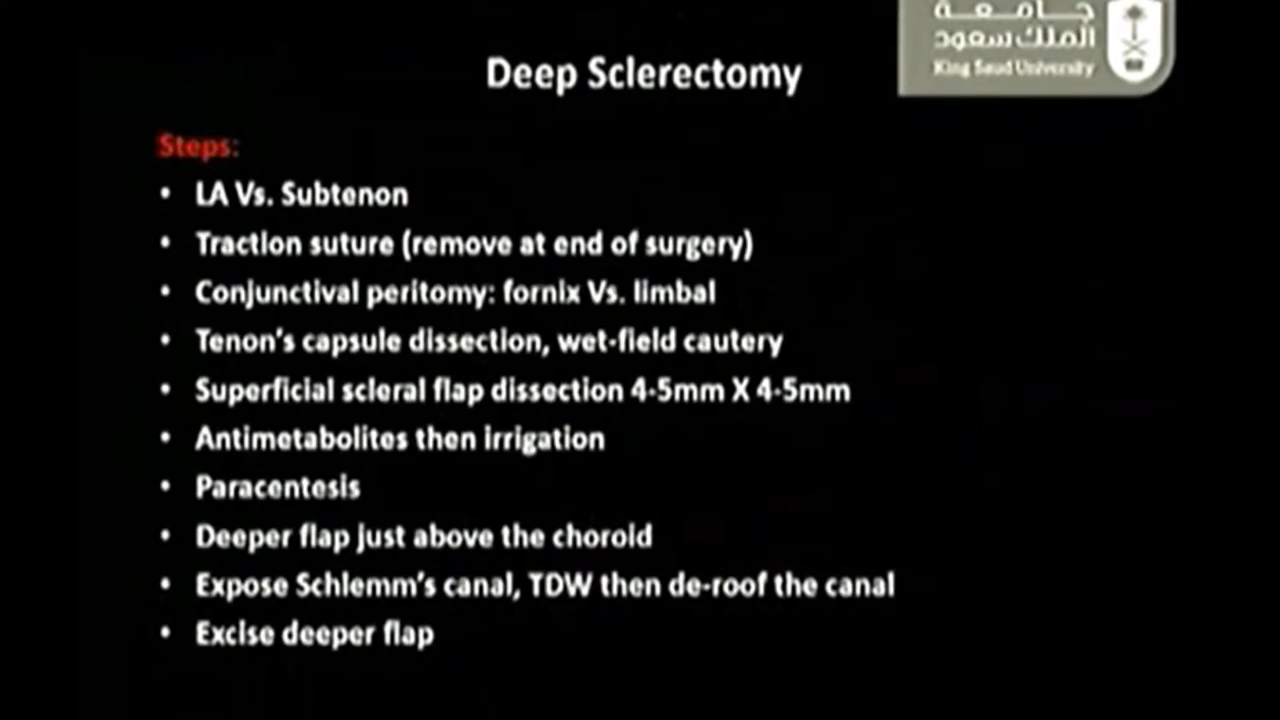 جامعة
الملك سعود
King Saud University
Deep Sclerectomy
Steps:
• LA Vs. Subtenon
• Traction suture (remove at end of surgery)
• Conjunctival peritomy: fornix Vs. limbal
• Tenon's capsule dissection, wet-field cautery
• Superficial scleral flap dissection 4-5mm X 4-5mm
• Antimetabolites then irrigation
• Paracentesis
• Deeper flap just above the choroid
• Expose Schlemm's canal, TDW then de-roof the canal
• Excise deeper flap